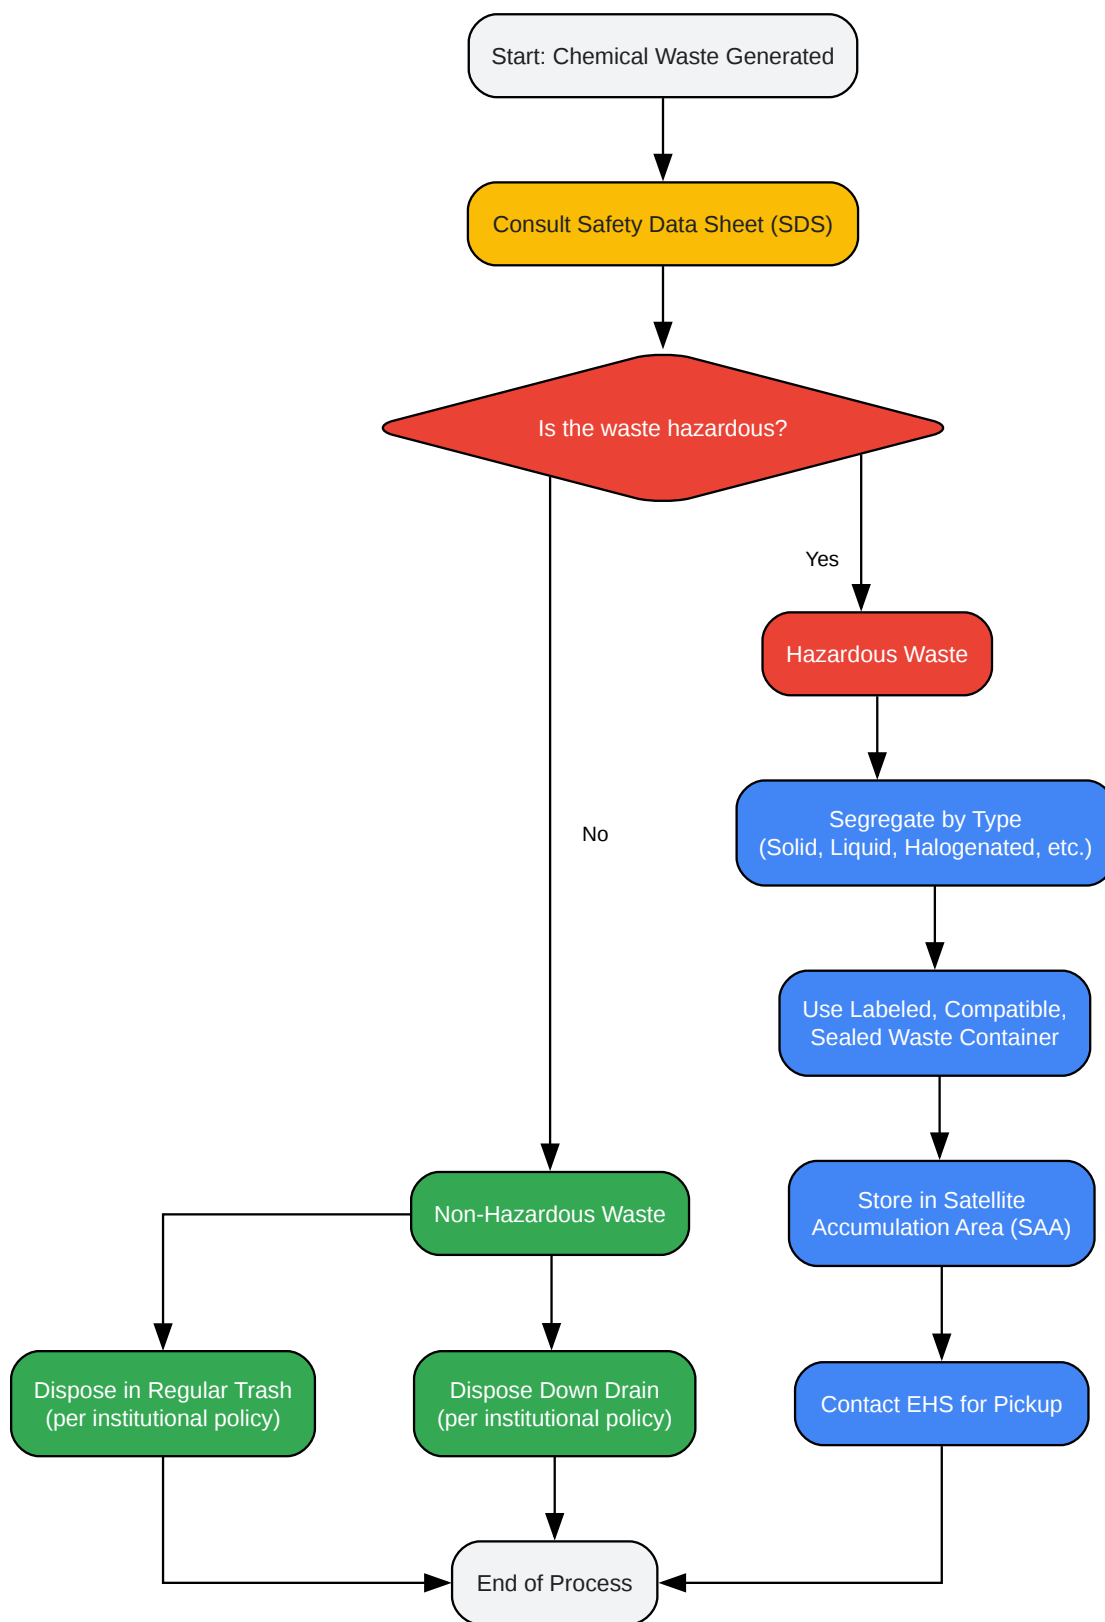 Start: Chemical Waste Generated
Consult Safety Data Sheet (SDS)
Is the waste hazardous?
Yes
Hazardous Waste
Segregate by Type
(Solid, Liquid, Halogenated, etc.)
No
Use Labeled, Compatible,
Sealed Waste Container
Store in Satellite
Accumulation Area (SAA)
Non-Hazardous Waste
Dispose in Regular Trash
(per institutional policy)
Dispose Down Drain
(per institutional policy)
Contact EHS for Pickup
End of Process